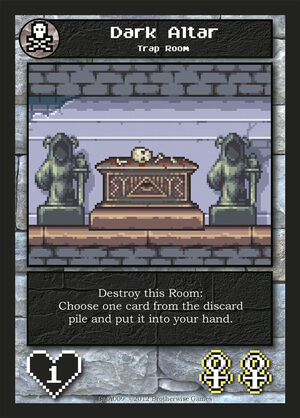 Dark Altar
Trap Room
Destroy this Room:
Choose one card from the discard
pile and put it into your hand.
1
©2012 Brotherwise Games